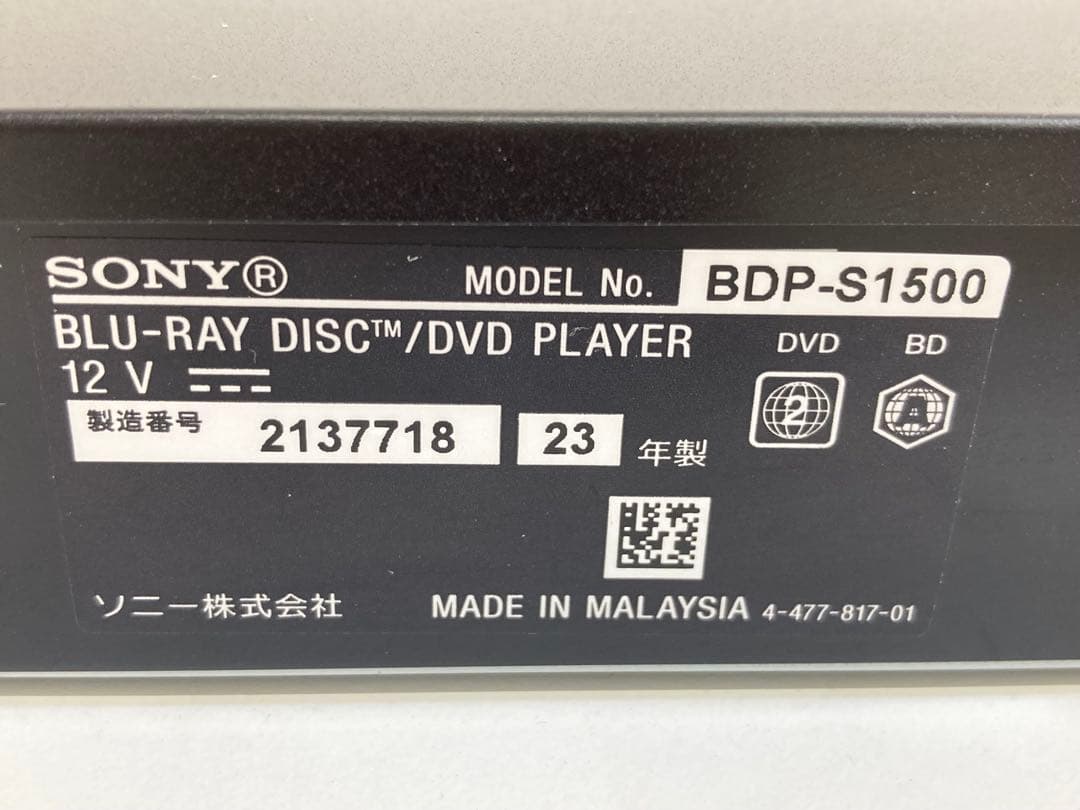 SONY® MODEL No. BDP-S1500
BLU-RAY DISC™/DVD PLAYER DVD BD
12 V
2 A
製造番号 2137718 23 年製
ソニー株式会社 MADE IN MALAYSIA 4-477-817-01